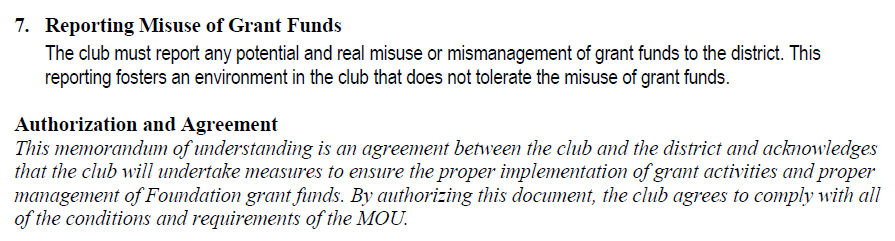 7. Reporting Misuse of Grant Funds
The club must report any potential and real misuse or mismanagement of grant funds to the district. This
reporting fosters an environment in the club that does not tolerate the misuse of grant funds.
Authorization and Agreement
This memorandum of understanding is an agreement between the club and the district and acknowledges
that the club will undertake measures to ensure the proper implementation of grant activities and proper
management of Foundation grant funds. By authorizing this document, the club agrees to comply with all
of the conditions and requirements of the MOU.